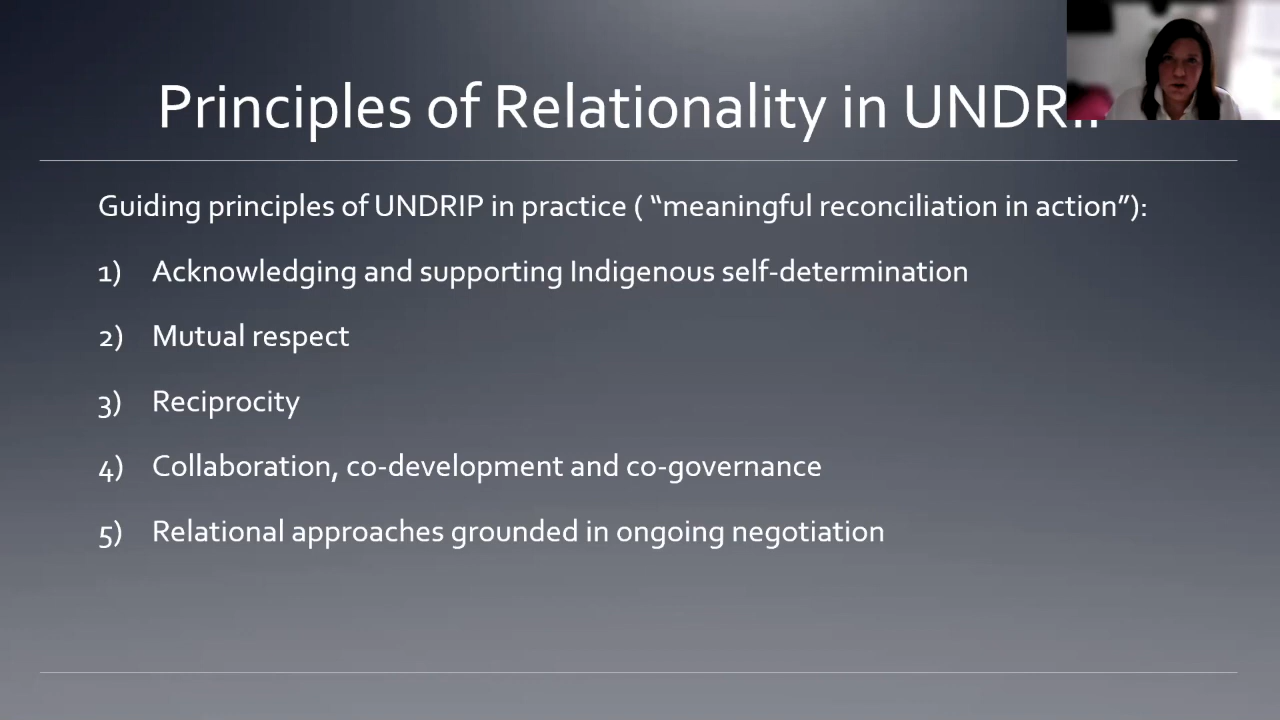 Principles of Relationality in UNDRIP
Guiding principles of UNDRIP in practice ( “meaningful reconciliation in action”):
1) Acknowledging and supporting Indigenous self-determination
2) Mutual respect
3) Reciprocity
4) Collaboration, co-development and co-governance
5) Relational approaches grounded in ongoing negotiation